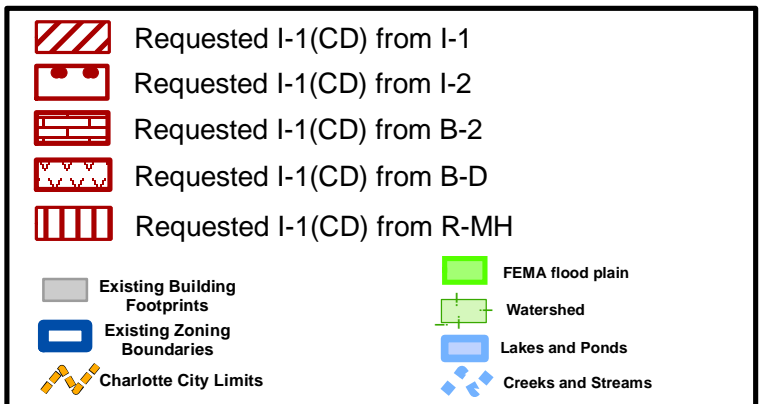 Requested I-1(CD) from I-1
Requested I-1(CD) from I-2
Requested I-1(CD) from B-2
Requested I-1(CD) from B-D
Requested I-1(CD) from R-MH
Existing Building
Footprints
Existing Zoning
Boundaries
Charlotte City Limits
FEMA flood plain
Watershed
Lakes and Ponds
Creeks and Streams